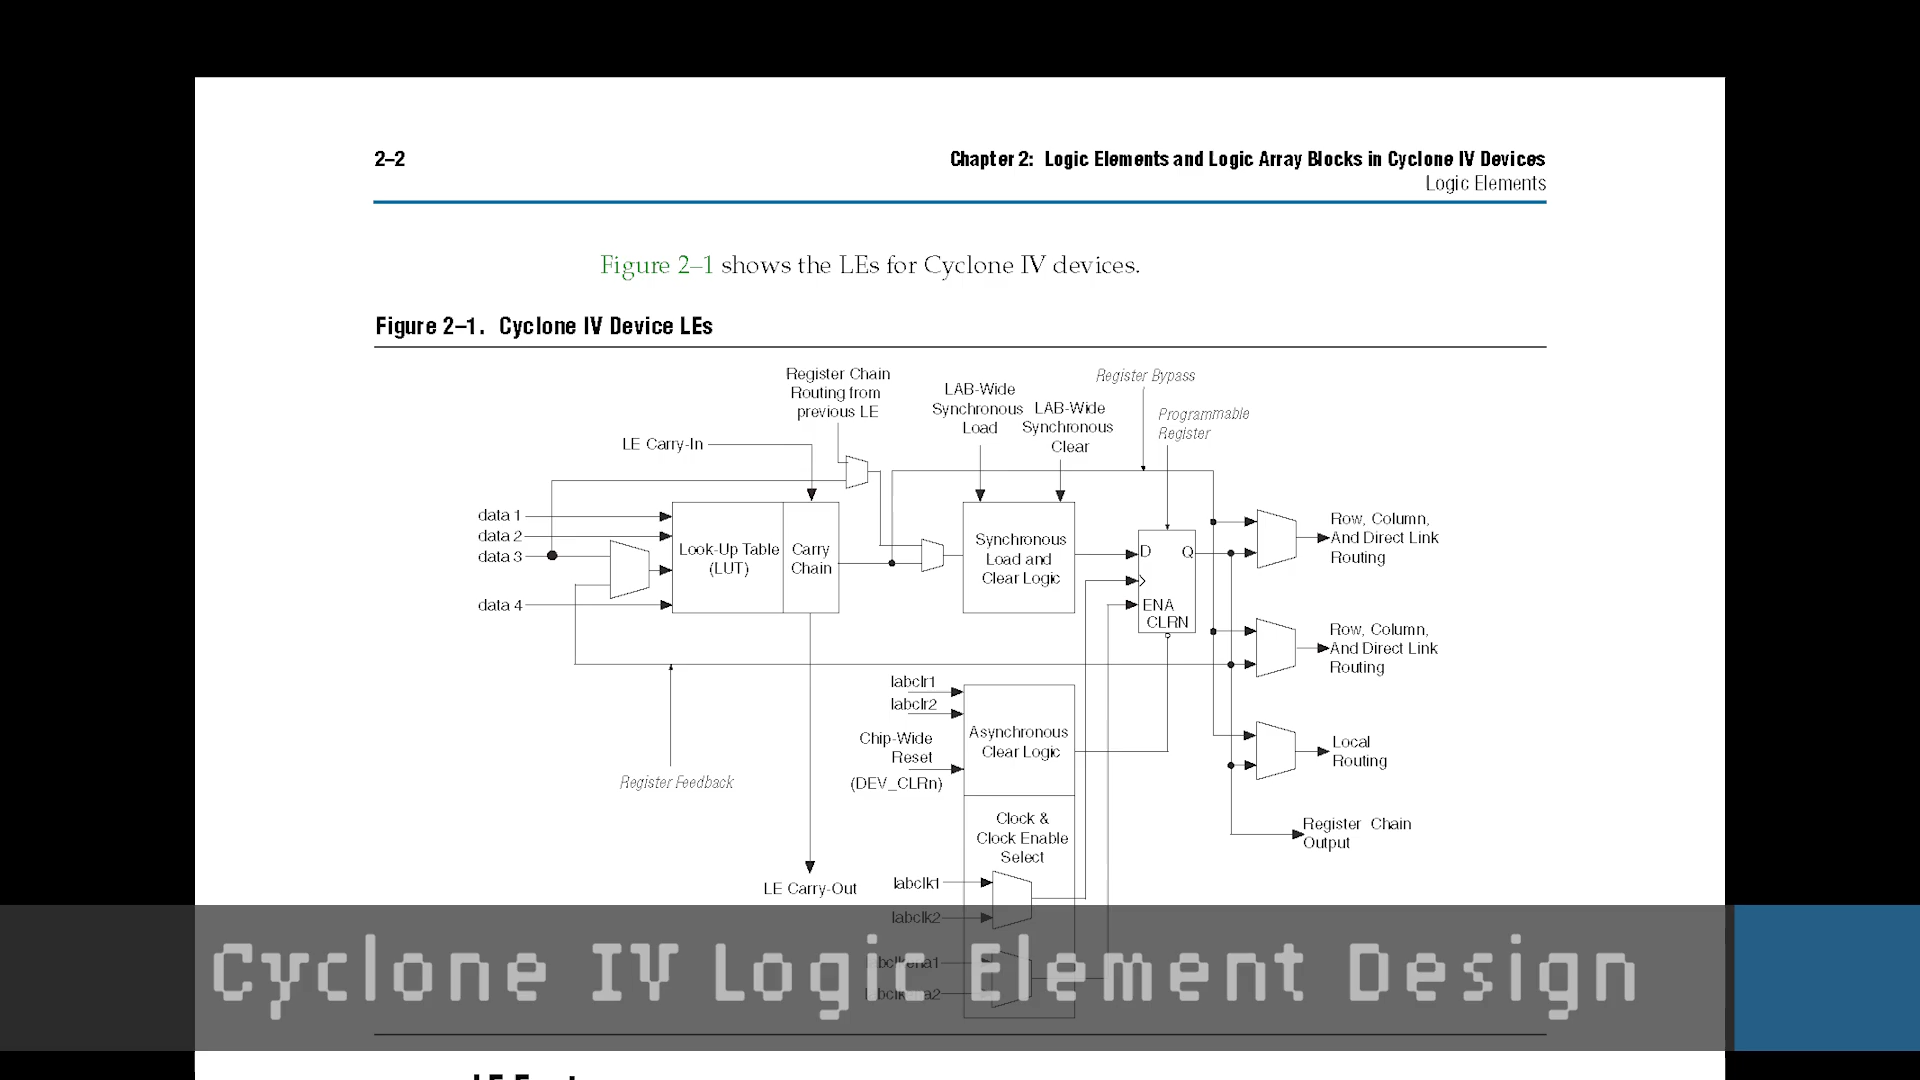 2–2
Chapter 2: Logic Elements and Logic Array Blocks in Cyclone IV Devices
Logic Elements
Figure 2–1 shows the LEs for Cyclone IV devices.
Figure 2–1. Cyclone IV Device LEs
Register Chain
Routing from
previous LE
LAB-Wide
Synchronous
Load
LAB-Wide
Synchronous
Clear
Register Bypass
Programmable
Register
LE Carry-In
data 1
data 2
data 3
data 4
Look-Up Table
(LUT)
Carry
Chain
Synchronous
Load and
Clear Logic
D
Q
ENA
CLRN
Row, Column,
And Direct Link
Routing
Row, Column,
And Direct Link
Routing
Local
Routing
Register Chain
Output
labclr1
labclr2
Chip-Wide
Reset
(DEV_CLRn)
Asynchronous
Clear Logic
Register Feedback
Clock &
Clock Enable
Select
LE Carry-Out
labclk1
labclk2
labclkena1
labclkena2
Cyclone IV Logic Element Design